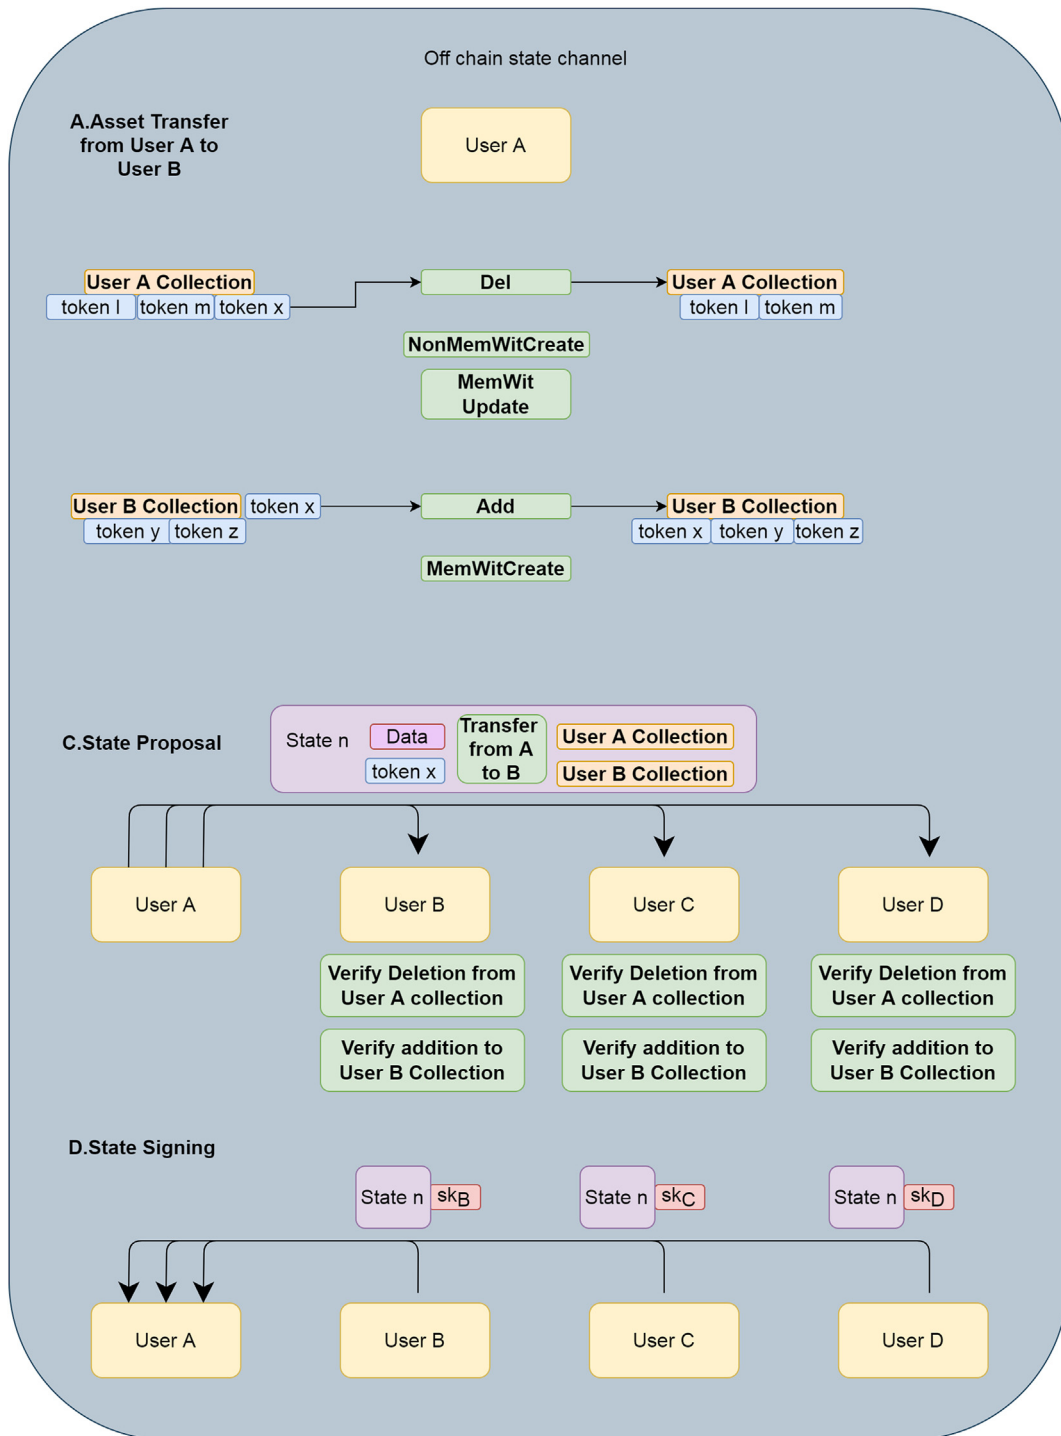 Off chain state channel
A.Asset Transfer
from User A to
User B
User A
User A Collection
token l
token m
token x
Del
User A Collection
token l
token m
NonMemWitCreate
MemWit
Update
User B Collection
token x
token y
token z
Add
User B Collection
token x
token y
token z
MemWitCreate
C.State Proposal
State n
Data
token x
Transfer
from A
to B
User A Collection
User B Collection
User A
User B
User C
User D
Verify Deletion from
User A collection
Verify Deletion from
User A collection
Verify Deletion from
User A collection
Verify addition to
User B Collection
Verify addition to
User B Collection
Verify addition to
User B Collection
D.State Signing
State n
skB
State n
skC
State n
skD
User A
User B
User C
User D